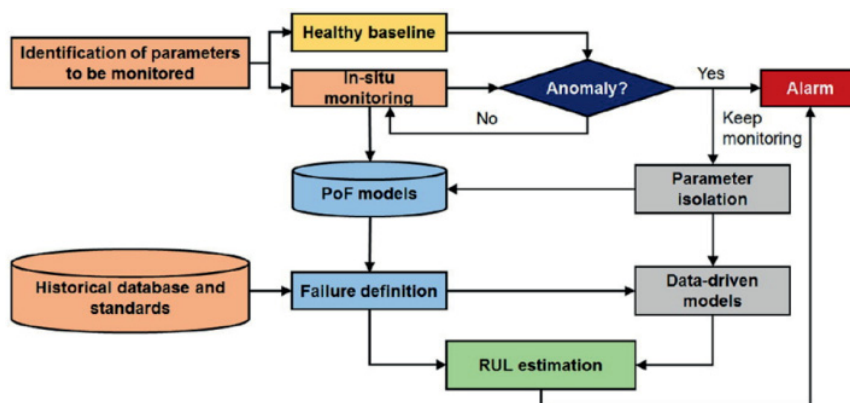 Identification of parameters
to be monitored
Healthy baseline
In-situ
monitoring
Anomaly?
Yes
Alarm
No
Keep
monitoring
PoF models
Parameter
isolation
Historical database and
standards
Failure definition
Data-driven
models
RUL estimation